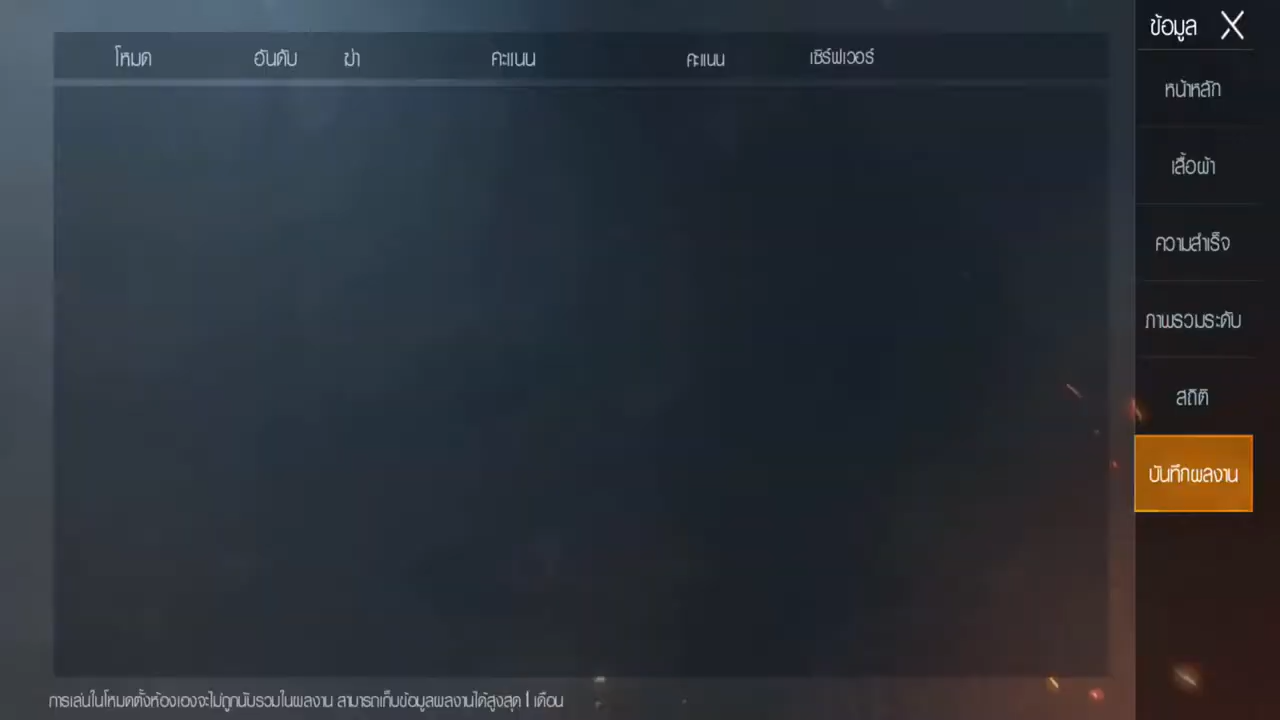 ข้อมูล X
โหมด อันดับ ฆ่า คะแนน คะแนน เซิร์ฟเวอร์
หน้าหลัก
เสื้อผ้า
ความสำเร็จ
ภาพรวมระดับ
สถิติ
บันทึกผลงาน
การเล่นในโหมดตั้งห้องเองจะไม่ถูกนับรวมในผลงาน สามารถเก็บข้อมูลผลงานได้สูงสุด 1 เดือน